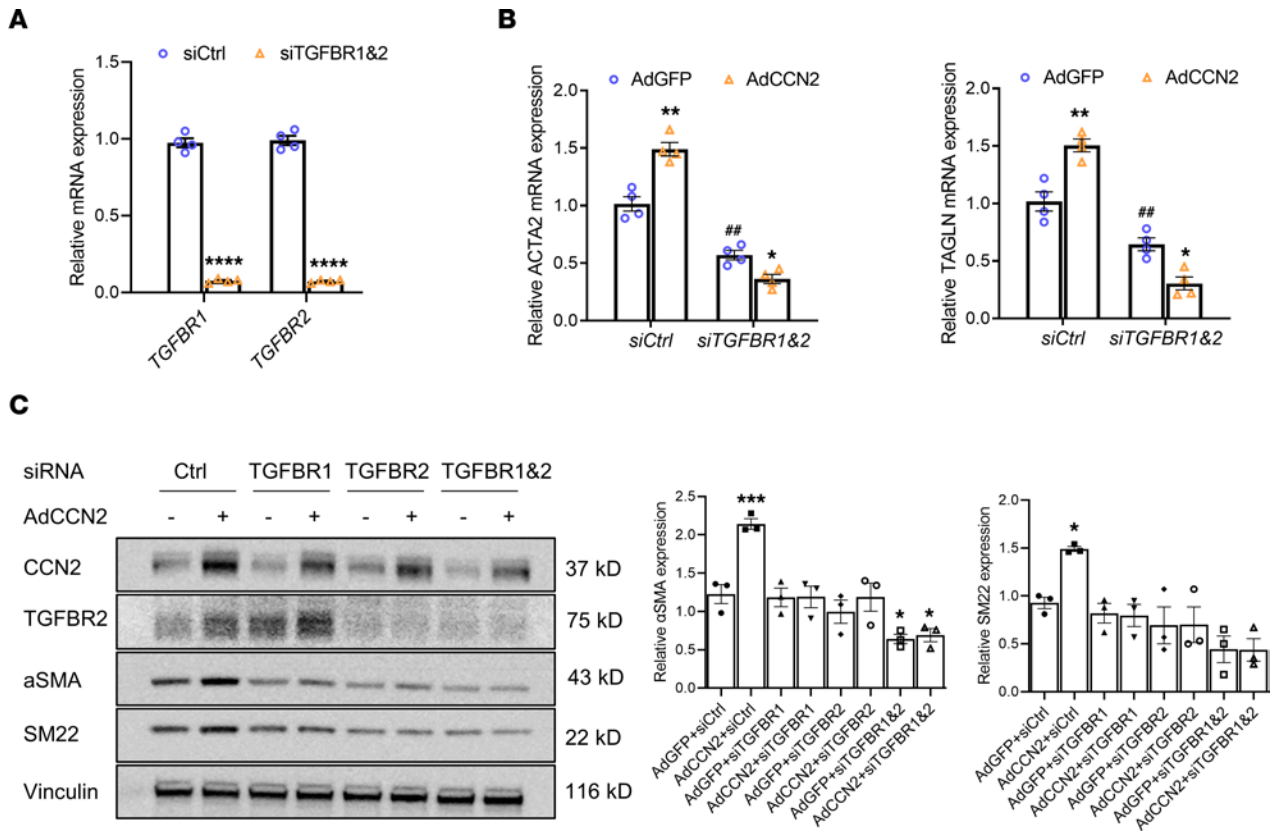 A
siCtrl siTGFBR1&2
Relative mRNA expression
1.5
1.0
0.5
0.0
**** ****
TGFBR1 TGFBR2
B
AdGFP AdCCN2
Relative ACTA2 mRNA expression
2.0
1.5
1.0
0.5
0.0
** ## *
siCtrl siTGFBR1&2
AdGFP AdCCN2
Relative TAGLN mRNA expression
2.0
1.5
1.0
0.5
0.0
** ## *
siCtrl siTGFBR1&2
C
siRNA Ctrl TGFBR1 TGFBR2 TGFBR1&2
AdCCN2 - + - + - + - +
CCN2 37 kD
TGFBR2 75 kD
aSMA 43 kD
SM22 22 kD
Vinculin 116 kD
Relative αSMA expression
2.5
2.0
1.5
1.0
0.5
0.0
*** * *
AdGFP+siCtrl
AdCCN2+siCtrl
AdGFP+siTGFBR1
AdCCN2+siTGFBR1
AdGFP+siTGFBR2
AdCCN2+siTGFBR2
AdGFP+siTGFBR1&2
AdCCN2+siTGFBR1&2
Relative SM22 expression
2.0
1.5
1.0
0.5
0.0
*
AdGFP+siCtrl
AdCCN2+siCtrl
AdGFP+siTGFBR1
AdCCN2+siTGFBR1
AdGFP+siTGFBR2
AdCCN2+siTGFBR2
AdGFP+siTGFBR1&2
AdCCN2+siTGFBR1&2